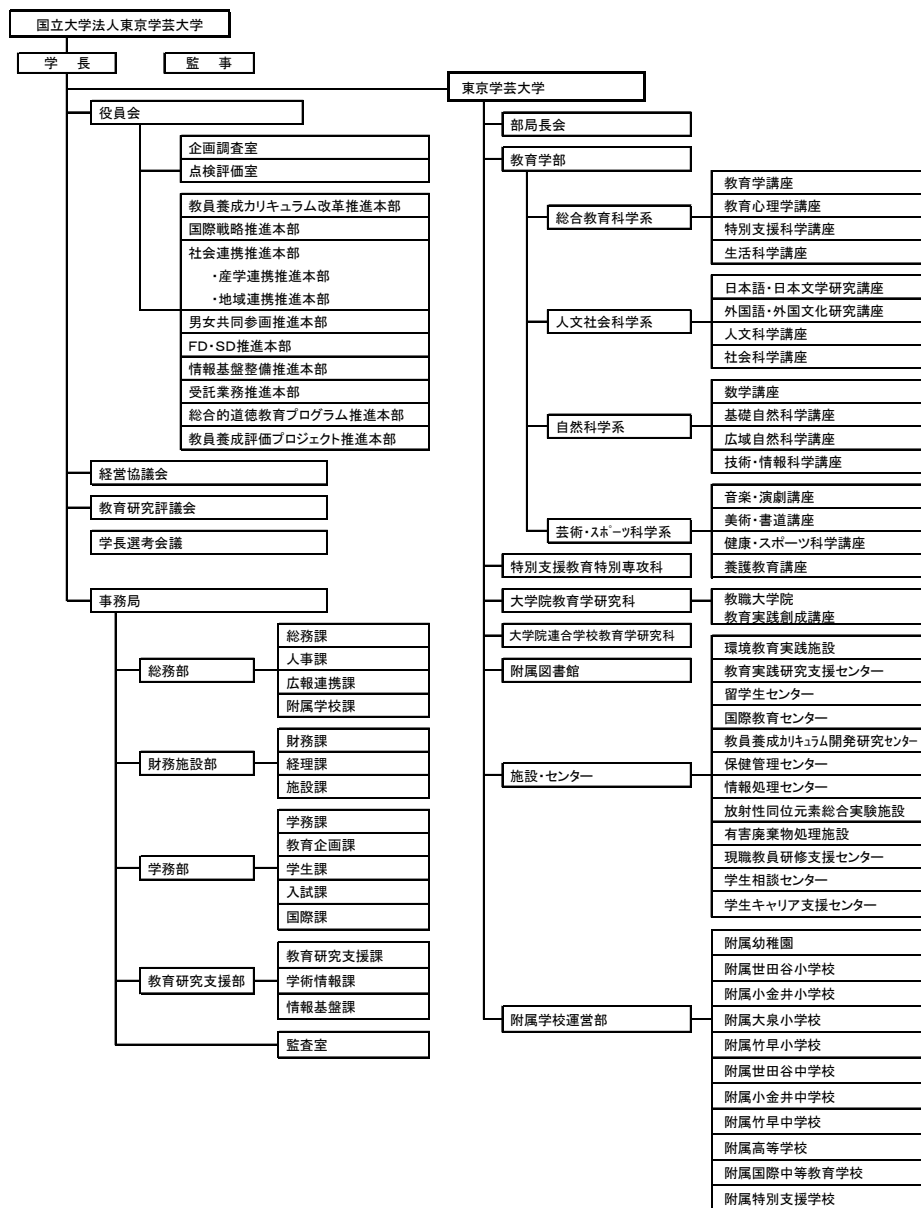 国立大学法人東京学芸大学
学　長
監　事
役員会
企画調査室
点検評価室
教員養成カリキュラム改革推進本部
国際戦略推進本部
社会連携推進本部
・産学連携推進本部
・地域連携推進本部
男女共同参画推進本部
FD・SD推進本部
情報基盤整備推進本部
受託業務推進本部
総合的道徳教育プログラム推進本部
教員養成評価プロジェクト推進本部
経営協議会
教育研究評議会
学長選考会議
事務局
総務部
総務課
人事課
広報連携課
附属学校課
財務施設部
財務課
経理課
施設課
学務部
学務課
教育企画課
学生課
入試課
国際課
教育研究支援部
教育研究支援課
学術情報課
情報基盤課
監査室
東京学芸大学
部局長会
教育学部
総合教育科学系
教育学講座
教育心理学講座
特別支援科学講座
生活科学講座
人文社会科学系
日本語・日本文学研究講座
外国語・外国文化研究講座
人文科学講座
社会科学講座
自然科学系
数学講座
基礎自然科学講座
広域自然科学講座
技術・情報科学講座
芸術・スポーツ科学系
音楽・演劇講座
美術・書道講座
健康・スポーツ科学講座
養護教育講座
特別支援教育特別専攻科
大学院教育学研究科
教職大学院
教育実践創成講座
大学院連合学校教育学研究科
附属図書館
施設・センター
環境教育実践施設
教育実践研究支援センター
留学生センター
国際教育センター
教員養成カリキュラム開発研究センター
保健管理センター
情報処理センター
放射性同位元素総合実験施設
有害廃棄物処理施設
現職教員研修支援センター
学生相談センター
学生キャリア支援センター
附属学校運営部
附属幼稚園
附属世田谷小学校
附属小金井小学校
附属大泉小学校
附属竹早小学校
附属世田谷中学校
附属小金井中学校
附属竹早中学校
附属高等学校
附属国際中等教育学校
附属特別支援学校